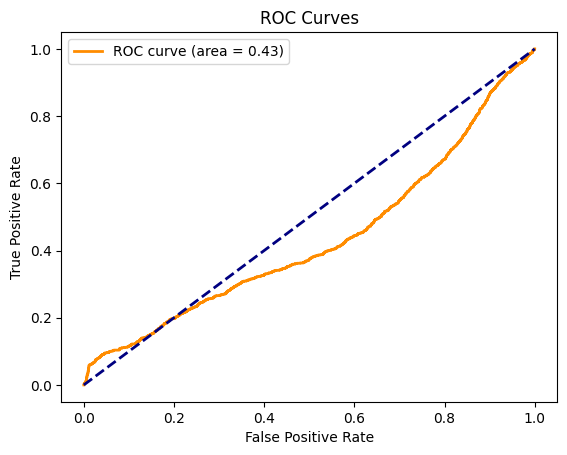 ROC Curves
ROC curve (area = 0.43)
True Positive Rate
1.0
0.8
0.6
0.4
0.2
0.0
0.0 0.2 0.4 0.6 0.8 1.0
False Positive Rate